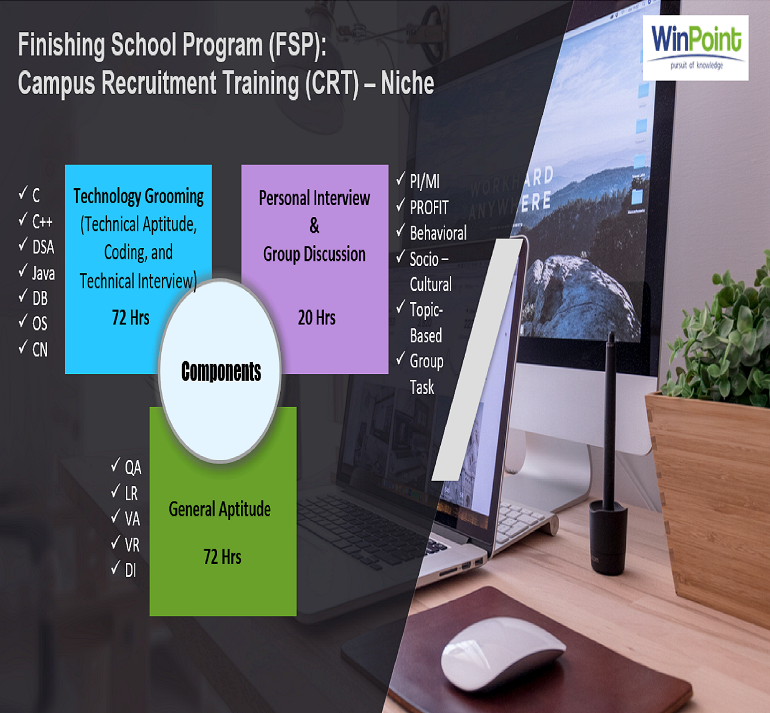 Finishing School Program (FSP):
Campus Recruitment Training (CRT) – Niche
WinPoint
pursuit of knowledge
✓ C
✓ C++
✓ DSA
✓ Java
✓ DB
✓ OS
✓ CN
Technology Grooming
(Technical Aptitude,
Coding, and
Technical Interview)
72 Hrs
Personal Interview
&
Group Discussion
20 Hrs
✓ PI/MI
✓ PROFIT
✓ Behavioral
✓ Socio –
Cultural
✓ Topic-
Based
✓ Group
Task
WORK HARD
ANYWHERE
Components
✓ QA
✓ LR
✓ VA
✓ VR
✓ DI
General Aptitude
72 Hrs